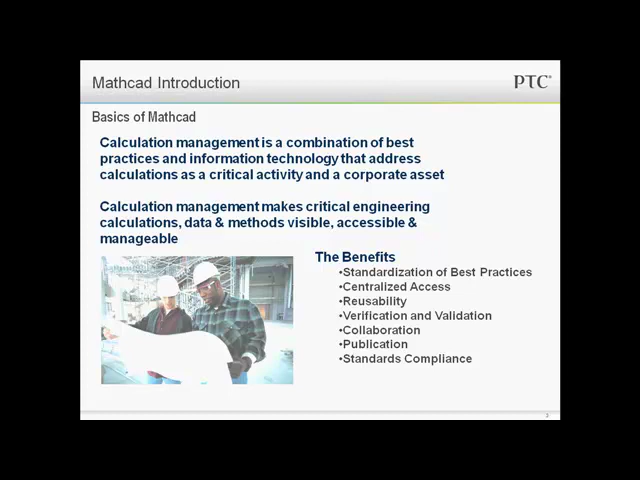 Mathcad Introduction
PTC®
Basics of Mathcad
Calculation management is a combination of best
practices and information technology that address
calculations as a critical activity and a corporate asset
Calculation management makes critical engineering
calculations, data & methods visible, accessible &
manageable
The Benefits
•Standardization of Best Practices
•Centralized Access
•Reusability
•Verification and Validation
•Collaboration
•Publication
•Standards Compliance